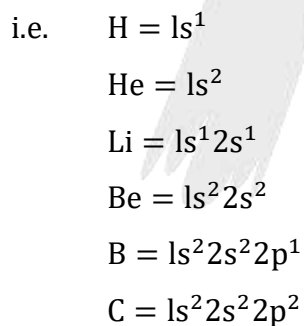 i.e. H = ls¹
He = ls²
Li = ls¹2s¹
Be = ls²2s²
B = ls²2s²2p¹
C = ls²2s²2p²